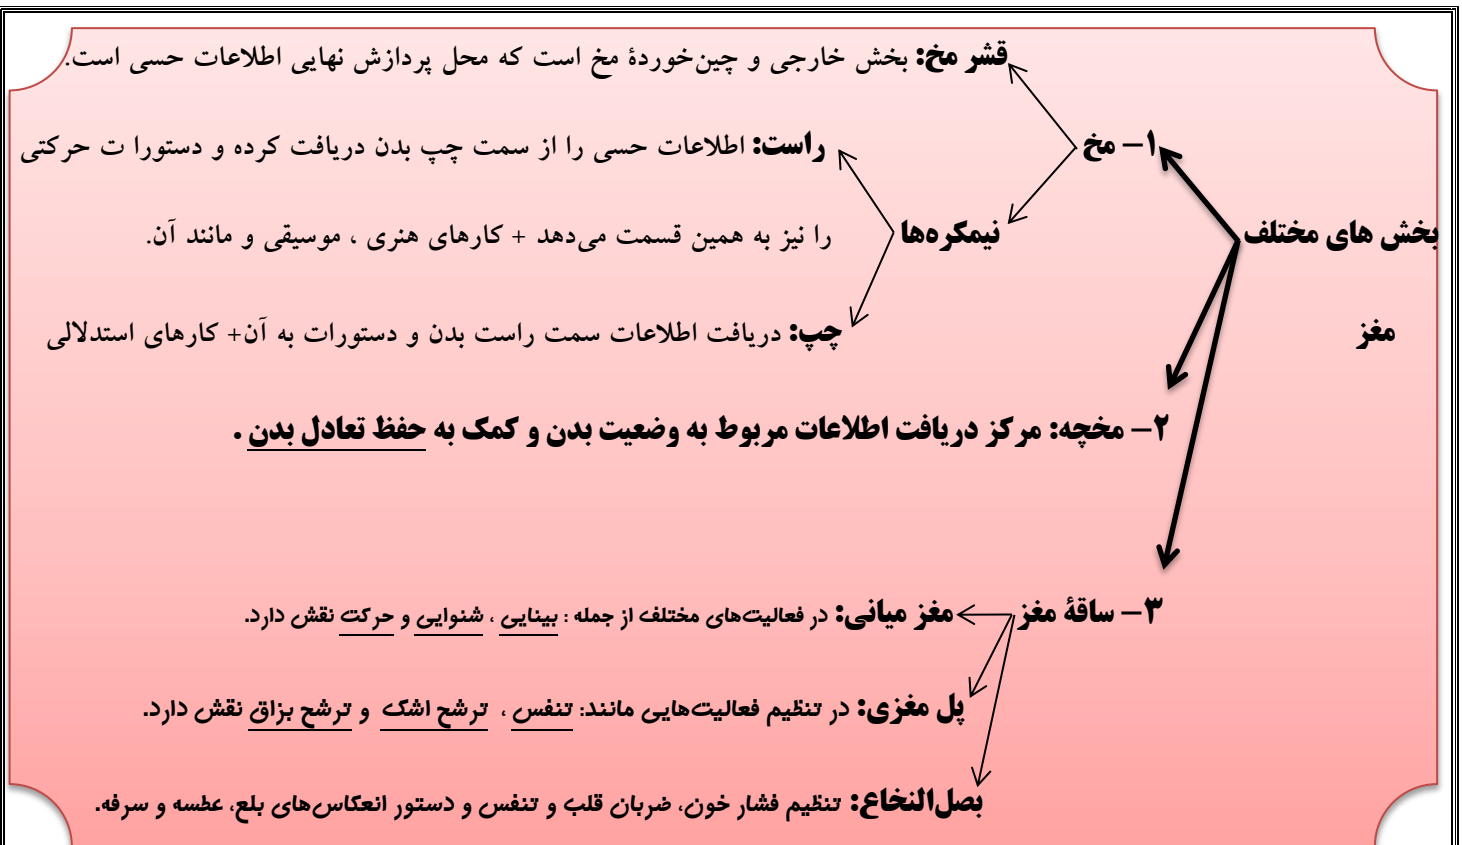 قشر مخ: بخش خارجی و چین‌خوردهٔ مخ است که محل پردازش نهایی اطلاعات حسی است.
۱- مخ
راست: اطلاعات حسی را از سمت چپ بدن دریافت کرده و دستورا ت حرکتی
بخش های مختلف
نیمکره‌ها
را نیز به همین قسمت می‌دهد + کارهای هنری ، موسیقی و مانند آن.
مغز
چپ: دریافت اطلاعات سمت راست بدن و دستورات به آن+ کارهای استدلالی
۲- مخچه: مرکز دریافت اطلاعات مربوط به وضعیت بدن و کمک به حفظ تعادل بدن .
۳- ساقهٔ مغز
مغز میانی: در فعالیت‌های مختلف از جمله : بینایی ، شنوایی و حرکت نقش دارد.
پل مغزی: در تنظیم فعالیت‌هایی مانند: تنفس ، ترشح اشک و ترشح بزاق نقش دارد.
بصل‌النخاع: تنظیم فشار خون، ضربان قلب و تنفس و دستور انعکاس‌های بلع، عطسه و سرفه.